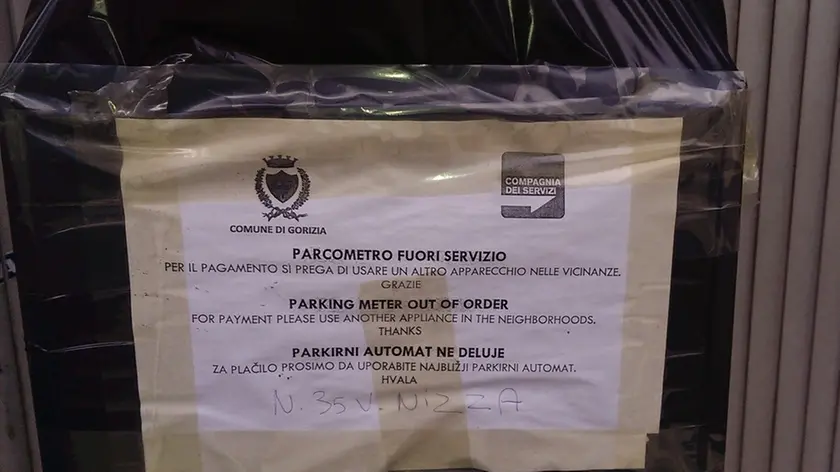 COMUNE DI GORIZIA
COMPAGNIA
DEI SERVIZI
PARCOMETRO FUORI SERVIZIO
PER IL PAGAMENTO SI PREGA DI USARE UN ALTRO APPARECCHIO NELLE VICINANZE.
GRAZIE
PARKING METER OUT OF ORDER
FOR PAYMENT PLEASE USE ANOTHER APPLIANCE IN THE NEIGHBORHOODS.
THANKS
PARKIRNI AUTOMAT NE DELUJE
ZA PLAČILO PROSIMO DA UPORABITE NAJBLIŽJI PARKIRNI AUTOMAT.
HVALA
N. 35 V. NIZZA